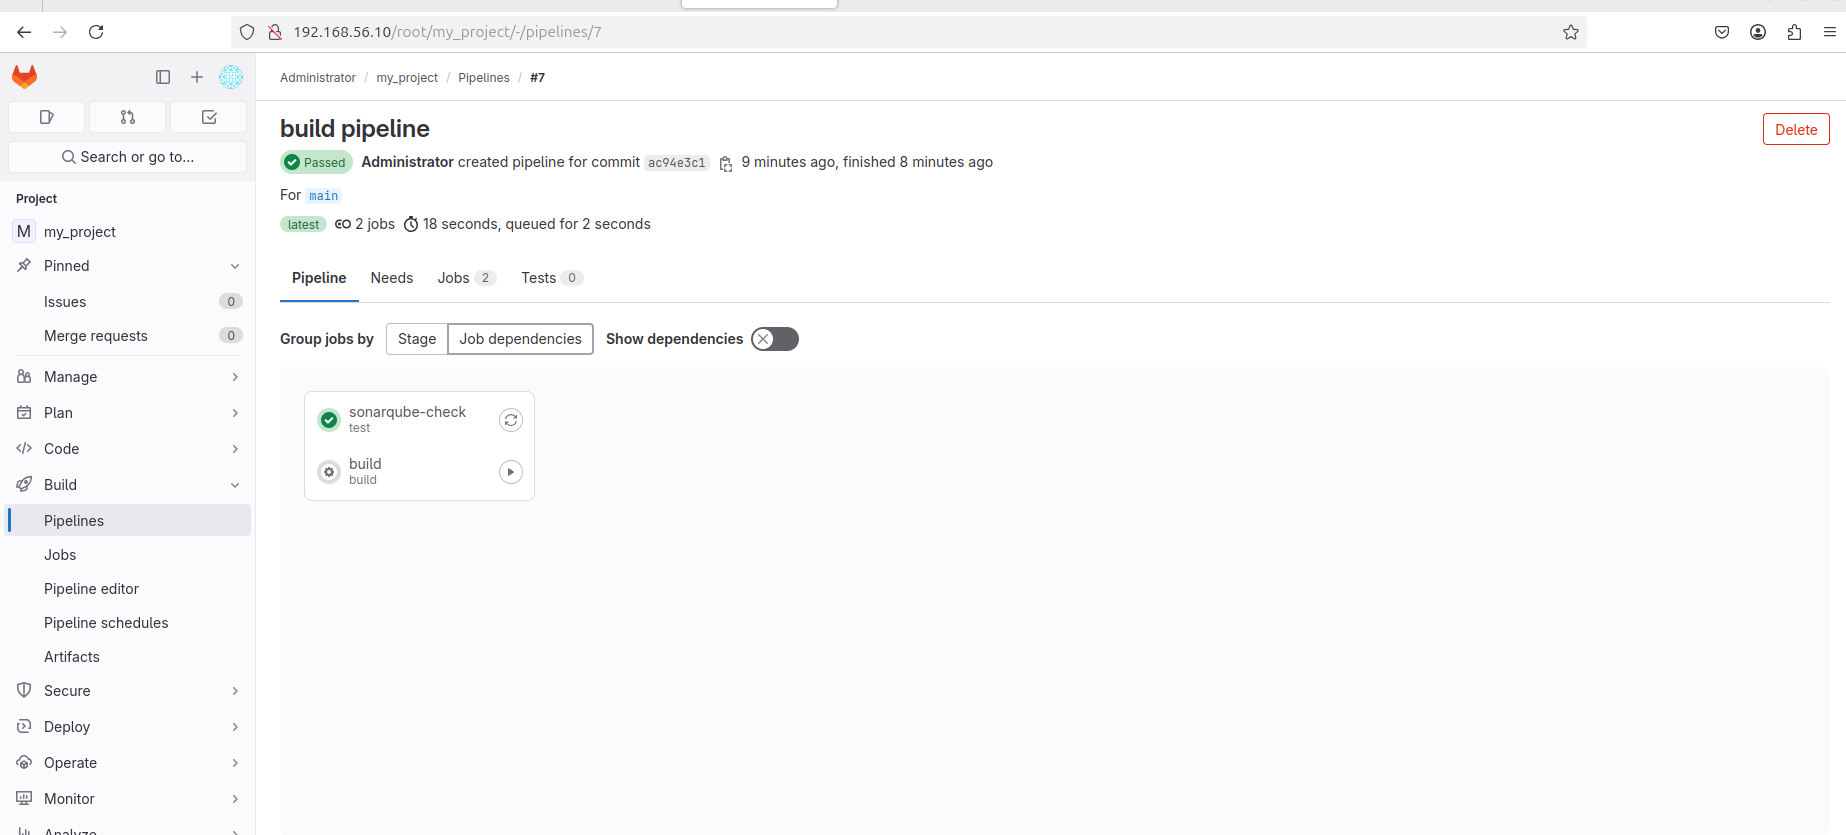 192.168.56.10/root/my_project/-/pipelines/7
Administrator / my_project / Pipelines / #7
Search or go to...
Project
M my_project
Pinned
Issues 0
Merge requests 0
Manage
Plan
Code
Build
Pipelines
Jobs
Pipeline editor
Pipeline schedules
Artifacts
Secure
Deploy
Operate
Monitor
Analyze
build pipeline
Delete
Passed Administrator created pipeline for commit ac94e3c1 9 minutes ago, finished 8 minutes ago
For main
latest 2 jobs 18 seconds, queued for 2 seconds
Pipeline Needs Jobs 2 Tests 0
Group jobs by Stage Job dependencies Show dependencies
sonarqube-check
test
build
build